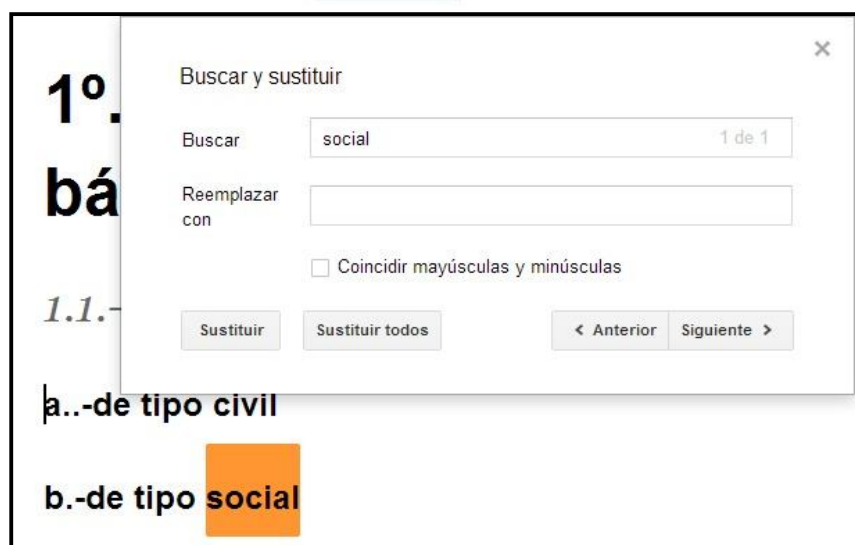 1º.
Buscar y sustituir
×
Buscar
social
1 de 1
bá
Reemplazar
con
Coincidir mayúsculas y minúsculas
1.1.-
Sustituir
Sustituir todos
< Anterior
Siguiente >
a..-de tipo civil
b.-de tipo social